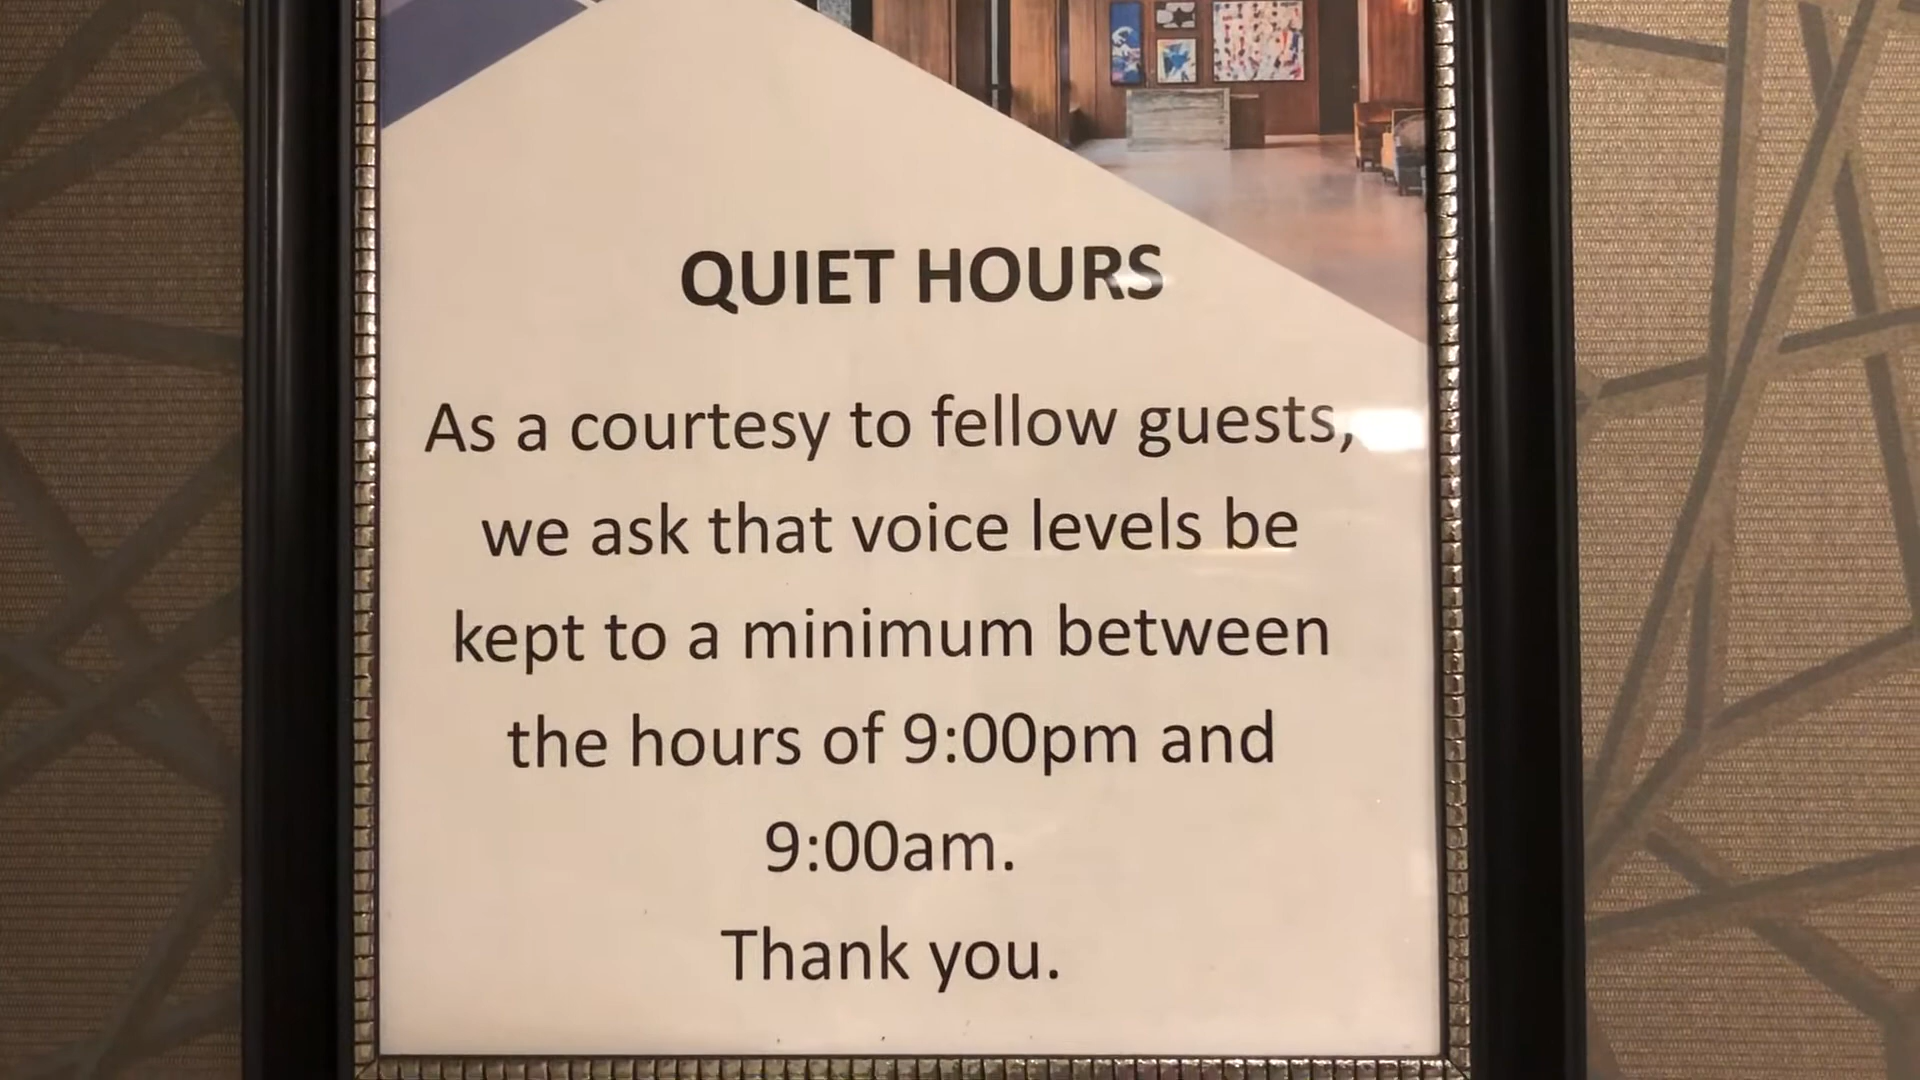 QUIET HOURS
As a courtesy to fellow guests,
we ask that voice levels be
kept to a minimum between
the hours of 9:00pm and
9:00am.
Thank you.